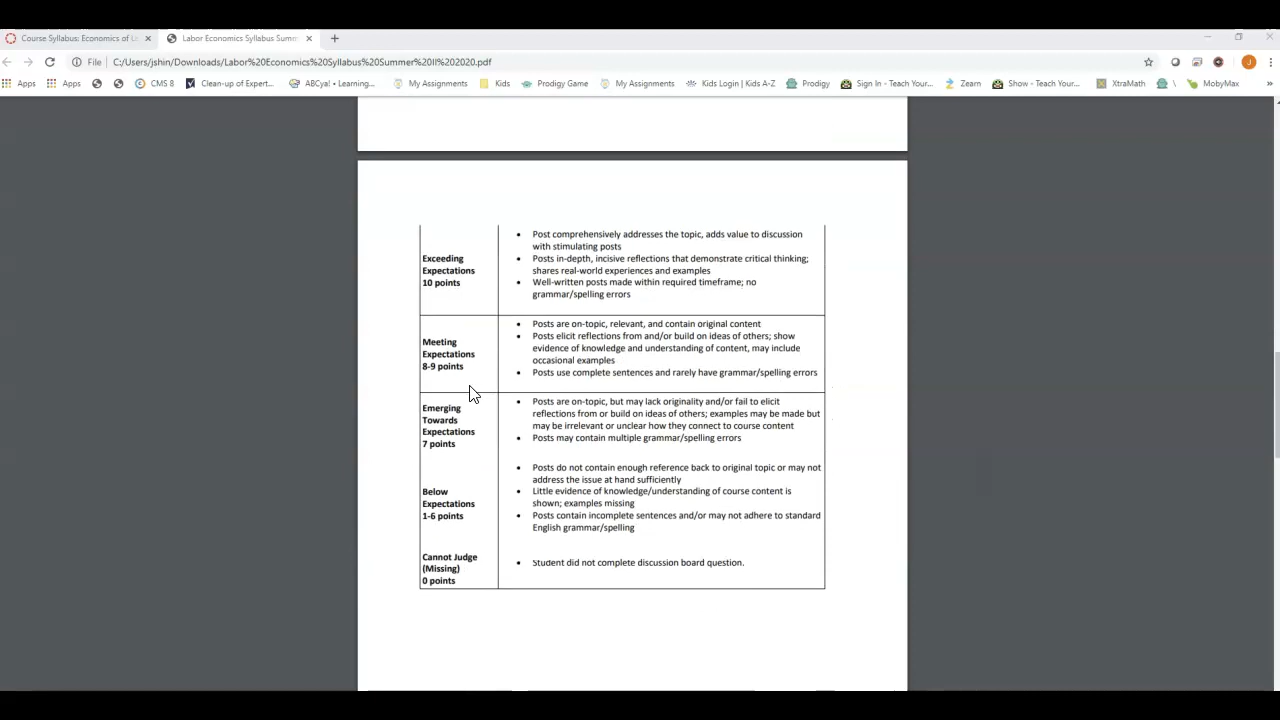 Course Syllabus: Economics of L
Labor Economics Syllabus Summ
File C:/Users/jshin/Downloads/Labor%20Economics%20Syllabus%20Summer%20II%202020.pdf
J
Apps Apps CMS 8 Clean-up of Expert... ABCya! • Learning... My Assignments Kids Prodigy Game My Assignments Kids Login | Kids A-Z Prodigy Sign In - Teach Your... Zearn Show - Teach Your... XtraMath \ MobyMax »
Exceeding
Expectations
10 points
• Post comprehensively addresses the topic, adds value to discussion
with stimulating posts
• Posts in-depth, incisive reflections that demonstrate critical thinking;
shares real-world experiences and examples
• Well-written posts made within required timeframe; no
grammar/spelling errors
Meeting
Expectations
8-9 points
• Posts are on-topic, relevant, and contain original content
• Posts elicit reflections from and/or build on ideas of others; show
evidence of knowledge and understanding of content, may include
occasional examples
• Posts use complete sentences and rarely have grammar/spelling errors
Emerging
Towards
Expectations
7 points
• Posts are on-topic, but may lack originality and/or fail to elicit
reflections from or build on ideas of others; examples may be made but
may be irrelevant or unclear how they connect to course content
• Posts may contain multiple grammar/spelling errors
Below
Expectations
1-6 points
• Posts do not contain enough reference back to original topic or may not
address the issue at hand sufficiently
• Little evidence of knowledge/understanding of course content is
shown; examples missing
• Posts contain incomplete sentences and/or may not adhere to standard
English grammar/spelling
Cannot Judge
(Missing)
0 points
• Student did not complete discussion board question.